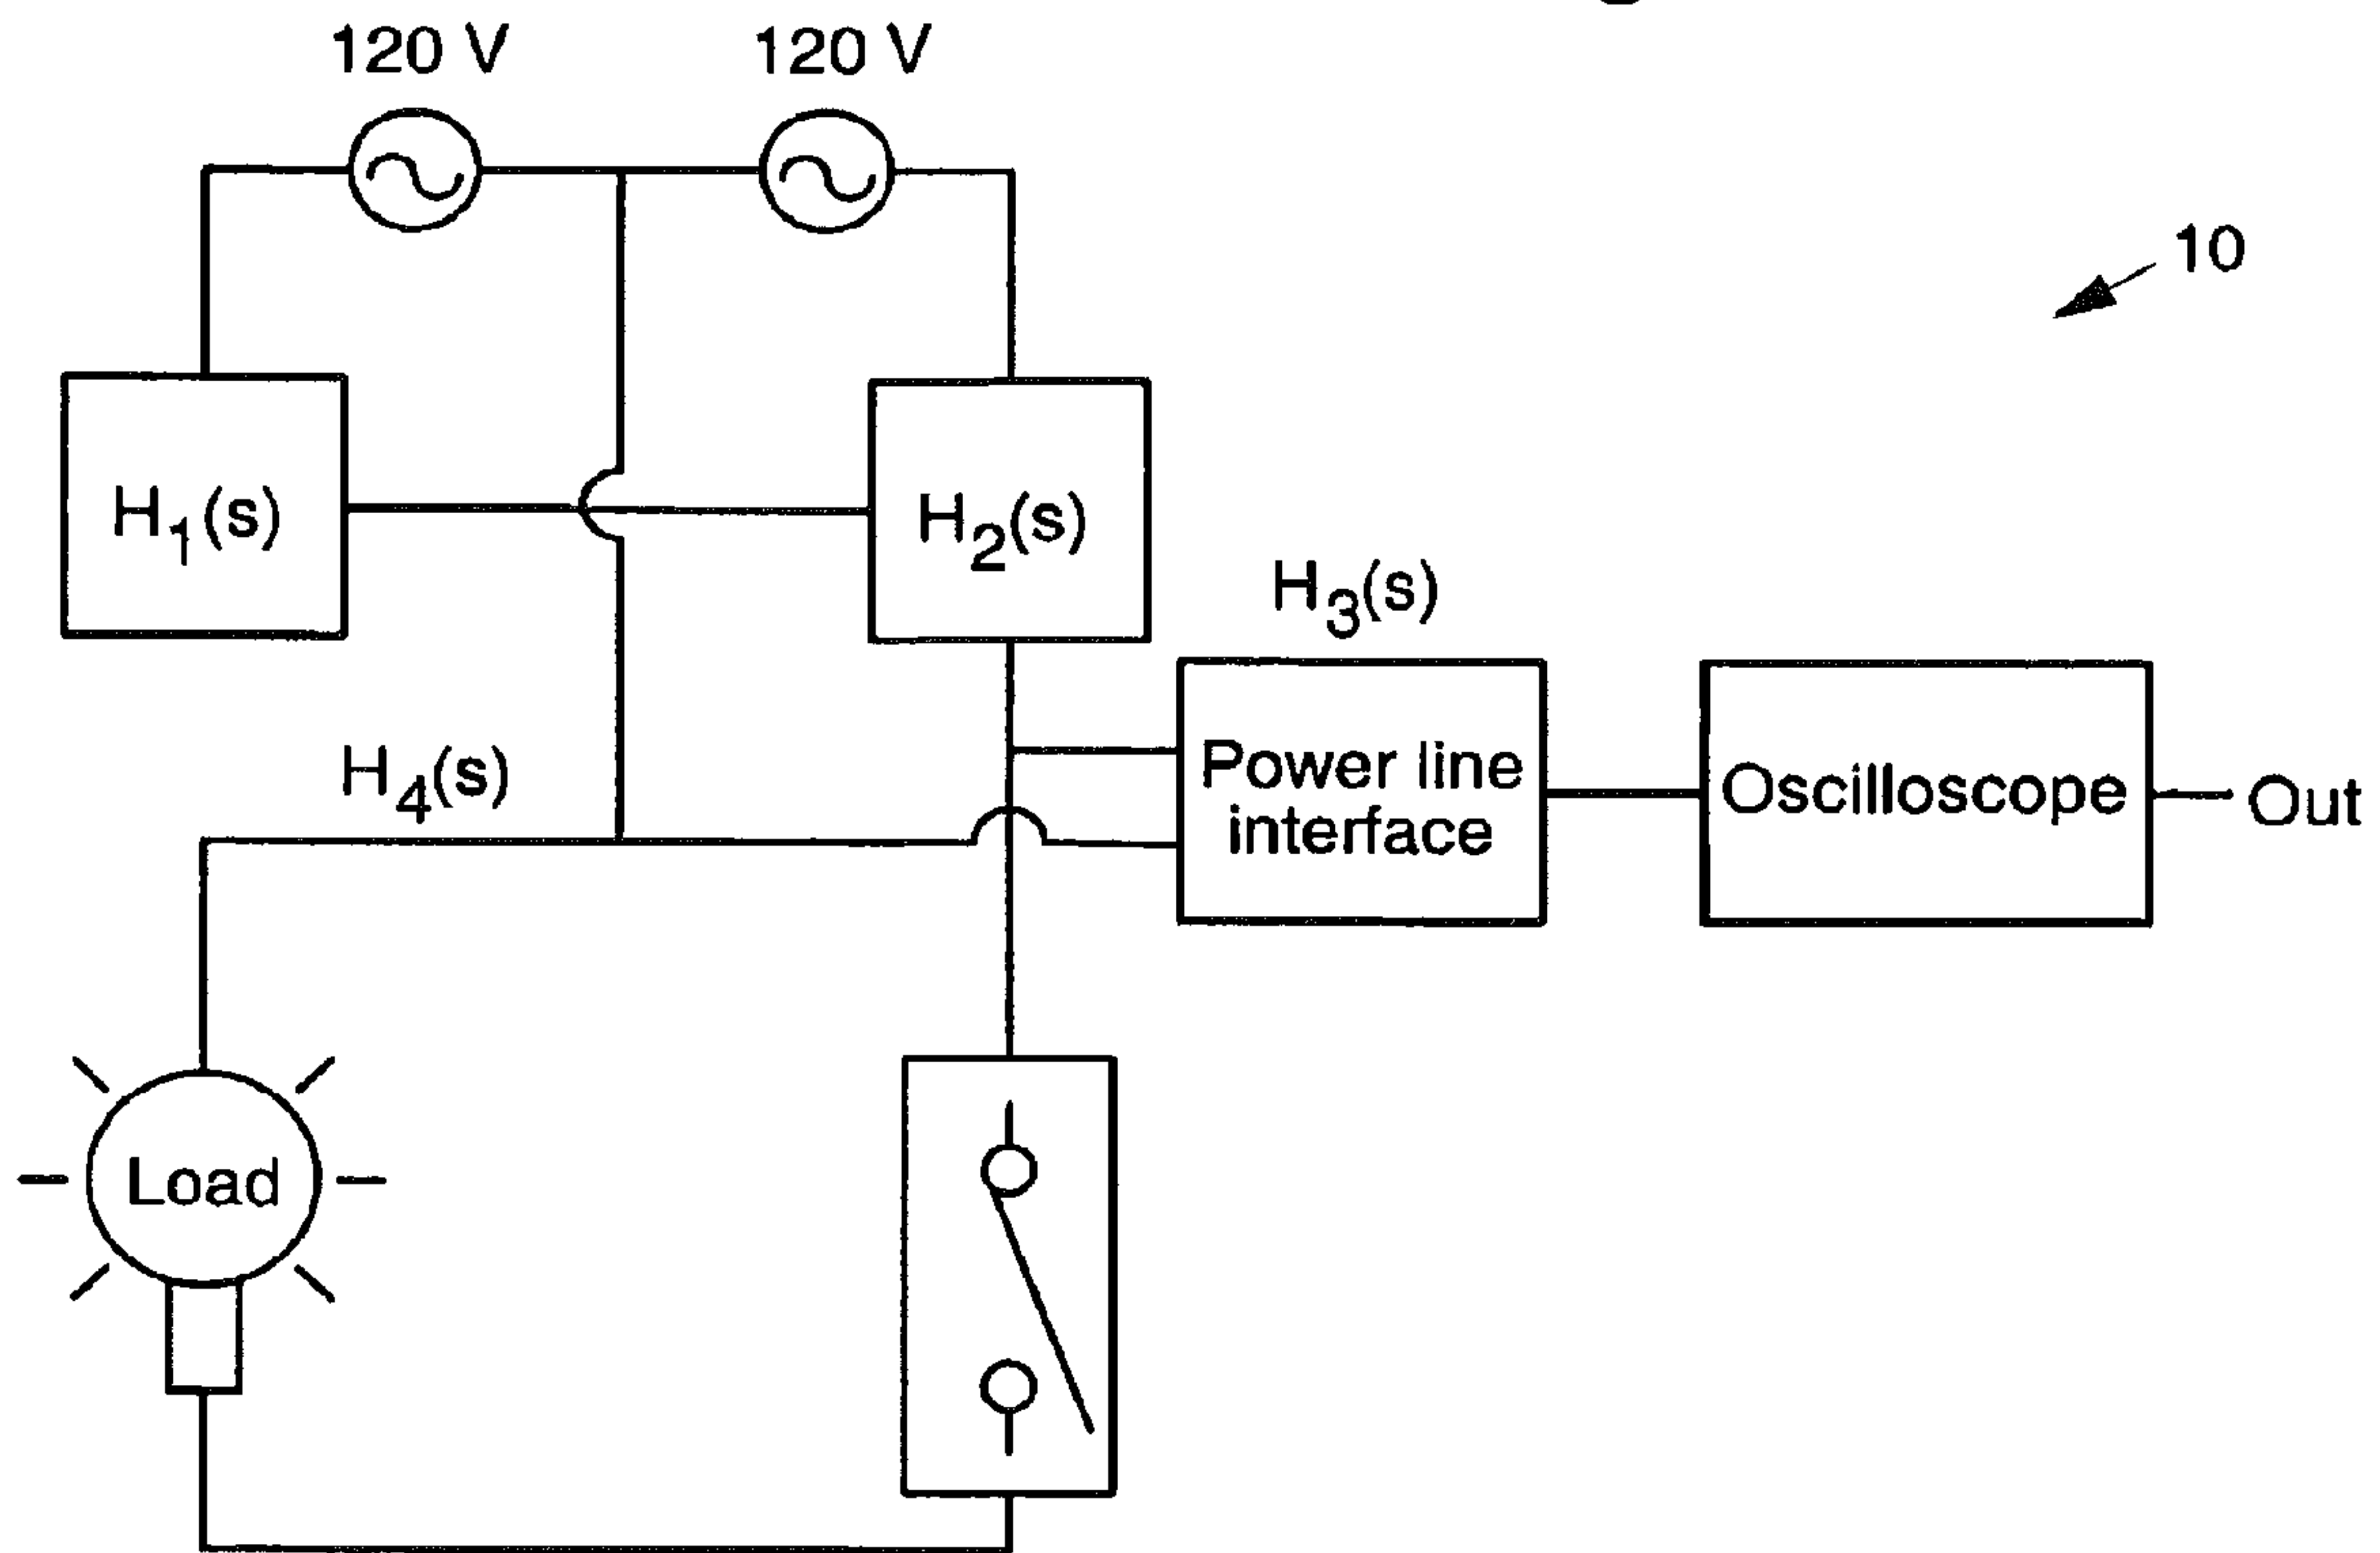 120 V
120 V
10
H1(s)
H2(s)
H3(s)
H4(s)
Power line
interface
Oscilloscope
Out
Load